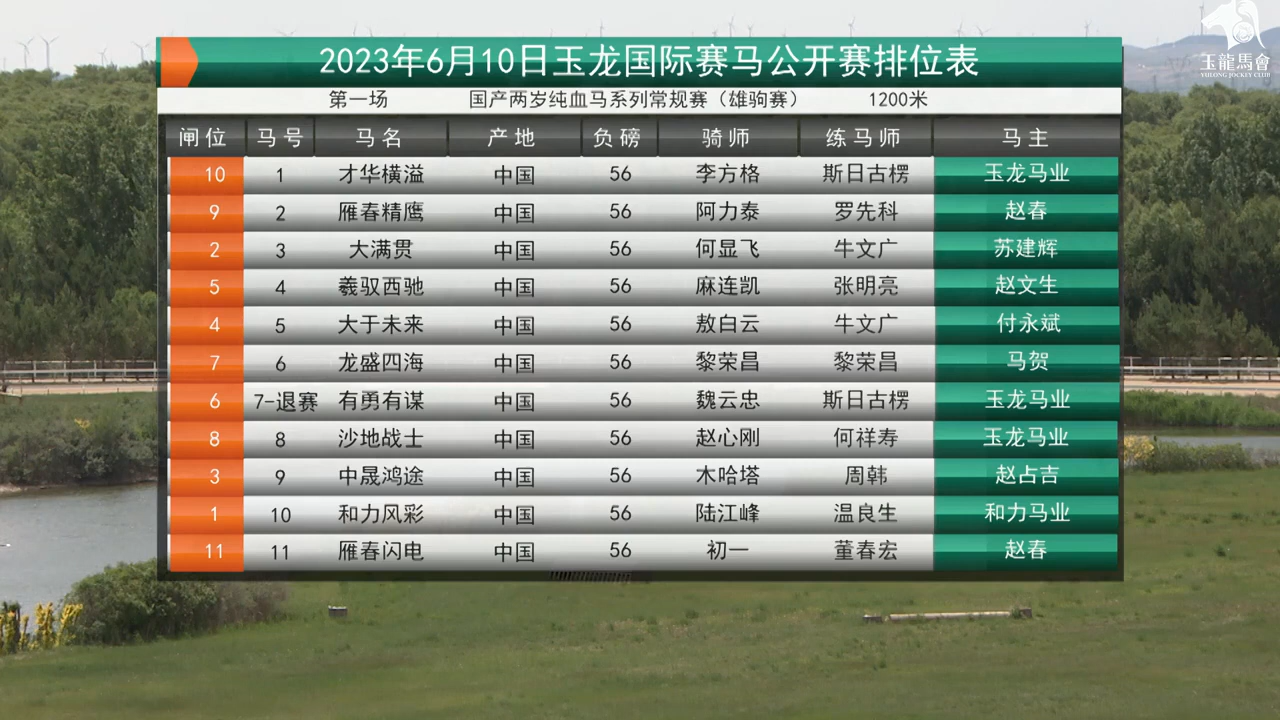 玉龍馬會
YULONG JOCKEY CLUB
2023年6月10日玉龙国际赛马公开赛排位表
第一场 国产两岁纯血马系列常规赛（雄驹赛） 1200米
闸位 马号 马名 产地 负磅 骑师 练马师 马主
10 1 才华横溢 中国 56 李方格 斯日古楞 玉龙马业
9 2 雁春精鹰 中国 56 阿力泰 罗先科 赵春
2 3 大满贯 中国 56 何显飞 牛文广 苏建辉
5 4 羲驭西驰 中国 56 麻连凯 张明亮 赵文生
4 5 大于未来 中国 56 敖白云 牛文广 付永斌
7 6 龙盛四海 中国 56 黎荣昌 黎荣昌 马贺
6 7-退赛 有勇有谋 中国 56 魏云忠 斯日古楞 玉龙马业
8 8 沙地战士 中国 56 赵心刚 何祥寿 玉龙马业
3 9 中晟鸿途 中国 56 木哈塔 周韩 赵占吉
1 10 和力风彩 中国 56 陆江峰 温良生 和力马业
11 11 雁春闪电 中国 56 初一 董春宏 赵春